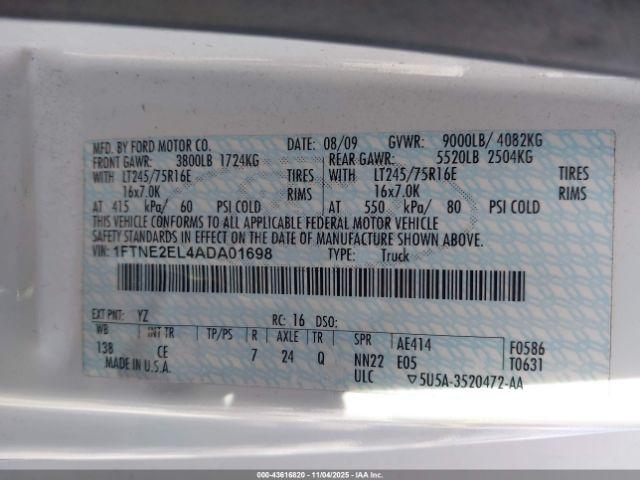 MFD. BY FORD MOTOR CO. DATE: 08/09 GVWR: 9000LB/ 4082KG
FRONT GAWR: 3800LB 1724KG REAR GAWR: 5520LB 2504KG
WITH LT245/75R16E TIRES WITH LT245/75R16E TIRES
16x7.0K RIMS 16x7.0K RIMS
AT 415 kPa/ 60 PSI COLD AT 550 kPa/ 80 PSI COLD
THIS VEHICLE CONFORMS TO ALL APPLICABLE FEDERAL MOTOR VEHICLE
SAFETY STANDARDS IN EFFECT ON THE DATE OF MANUFACTURE SHOWN ABOVE.
VIN: 1FTNE2EL4ADA01698 TYPE: Truck
EXT PNT: YZ RC: 16 DSO:
WB INT TR TP/PS R AXLE TR SPR AE414 F0586
138 CE 7 24 Q NN22 E05 T0631
MADE IN U.S.A. ULC ▽5U5A-3520472-AA
000-43616820 - 11/04/2025 - IAA Inc.